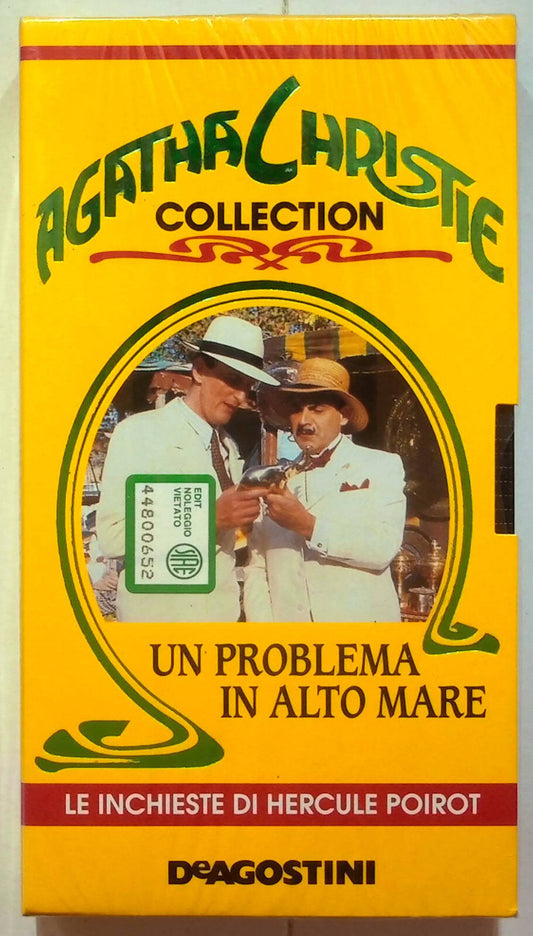 AGATHA CHRISTIE
COLLECTION
EDIT
NOLEGGIO
VIETATO
44800652
SIAE
UN PROBLEMA
IN ALTO MARE
LE INCHIESTE DI HERCULE POIROT
DeAGOSTINI